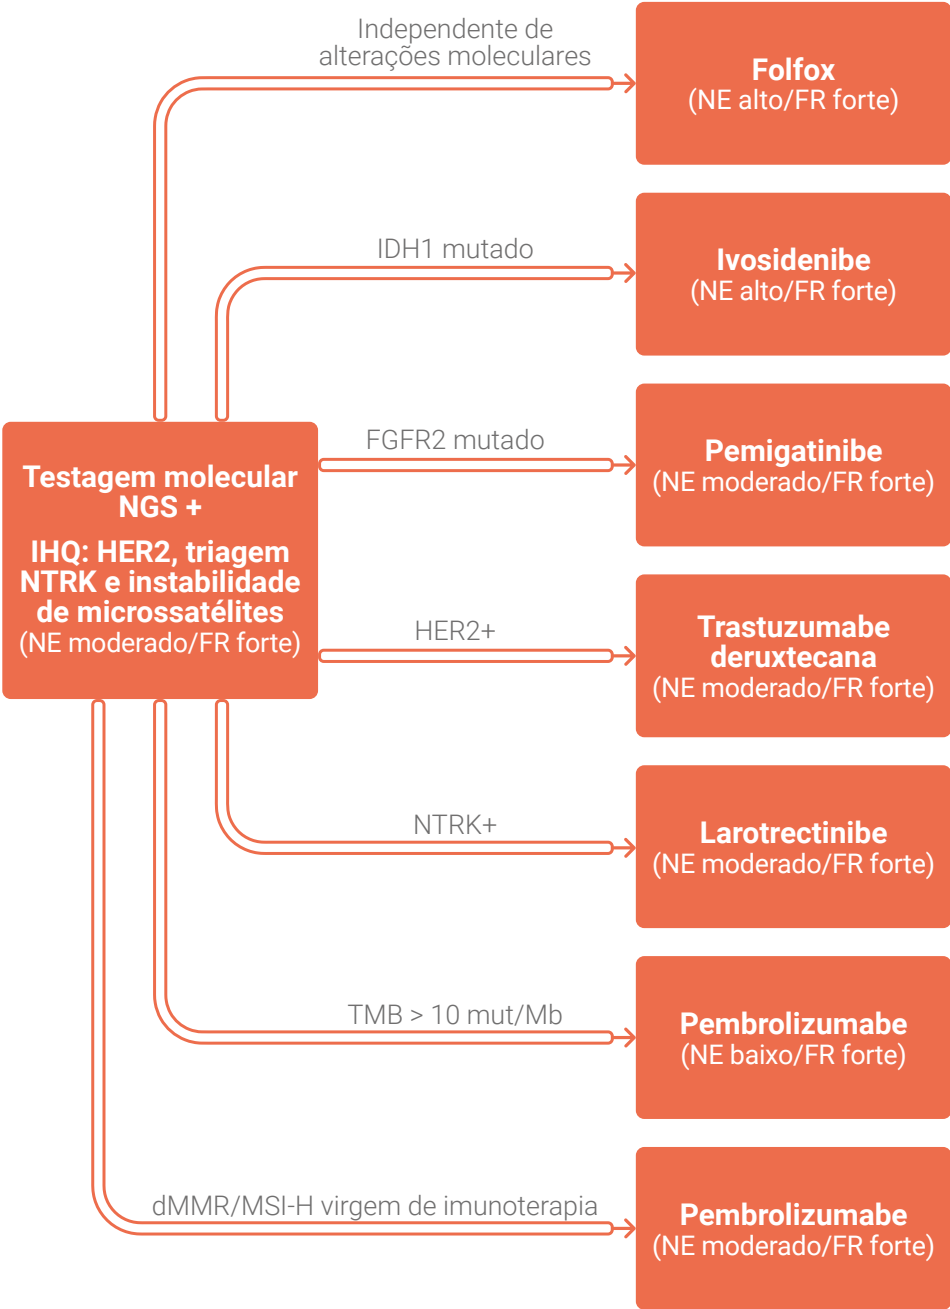 Independente de
alterações moleculares
Folfox
(NE alto/FR forte)
IDH1 mutado
Ivosidenibe
(NE alto/FR forte)
Testagem molecular
NGS +
IHQ: HER2, triagem
NTRK e instabilidade
de microssatélites
(NE moderado/FR forte)
FGFR2 mutado
Pemigatinibe
(NE moderado/FR forte)
HER2+
Trastuzumabe
deruxtecana
(NE moderado/FR forte)
NTRK+
Larotrectinibe
(NE moderado/FR forte)
TMB > 10 mut/Mb
Pembrolizumabe
(NE baixo/FR forte)
dMMR/MSI-H virgem de imunoterapia
Pembrolizumabe
(NE moderado/FR forte)